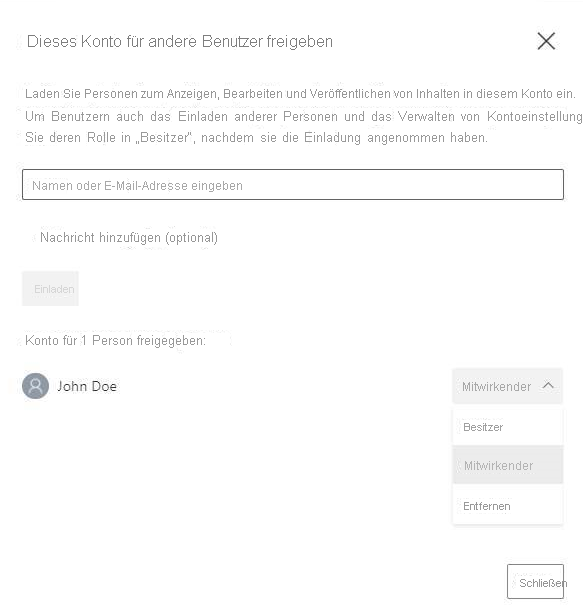 Dieses Konto für andere Benutzer freigeben
Laden Sie Personen zum Anzeigen, Bearbeiten und Veröffentlichen von Inhalten in diesem Konto ein.
Um Benutzern auch das Einladen anderer Personen und das Verwalten von Kontoeinstellung
Sie deren Rolle in „Besitzer", nachdem sie die Einladung angenommen haben.
Namen oder E-Mail-Adresse eingeben
Nachricht hinzufügen (optional)
Einladen
Konto für 1 Person freigegeben:
John Doe
Mitwirkender
Besitzer
Mitwirkender
Entfernen
Schließen